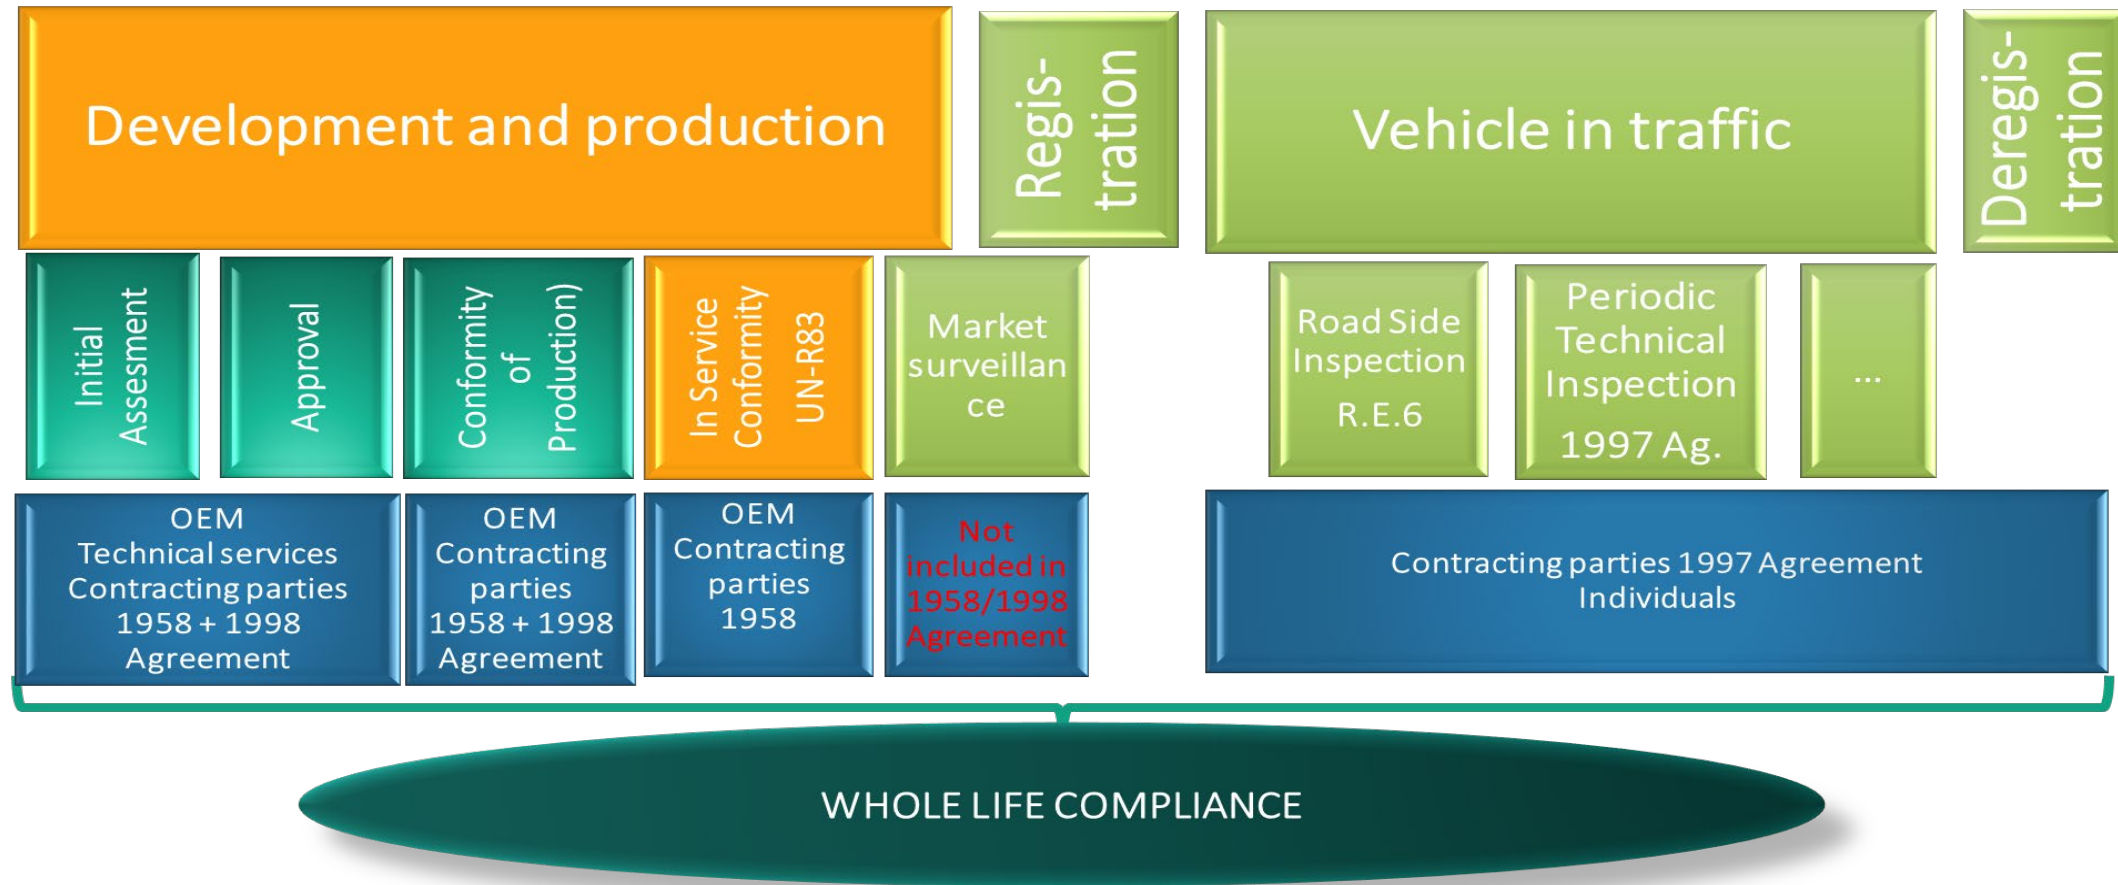 Development and production
Regis-
tration
Vehicle in traffic
Deregis-
tration
Initial
Assesment
Approval
Conformity
of
Production)
In Service
Conformity
UN-R83
Market
surveillan
ce
Road Side
Inspection
R.E.6
Periodic
Technical
Inspection
1997 Ag.
...
OEM
Technical services
Contracting parties
1958 + 1998
Agreement
OEM
Contracting
parties
1958 + 1998
Agreement
OEM
Contracting
parties
1958
Not
included in
1958/1998
Agreement
Contracting parties 1997 Agreement
Individuals
WHOLE LIFE COMPLIANCE